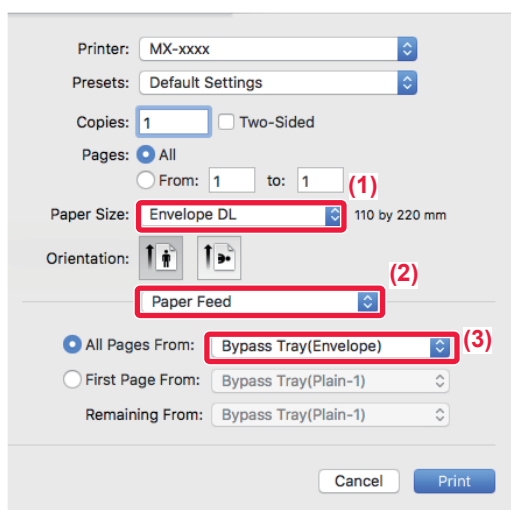 Printer: MX-xxxx
Presets: Default Settings
Copies: 1 Two-Sided
Pages: All
From: 1 to: 1 (1)
Paper Size: Envelope DL 110 by 220 mm
Orientation:
(2)
Paper Feed
All Pages From: Bypass Tray(Envelope) (3)
First Page From: Bypass Tray(Plain-1)
Remaining From: Bypass Tray(Plain-1)
Cancel Print